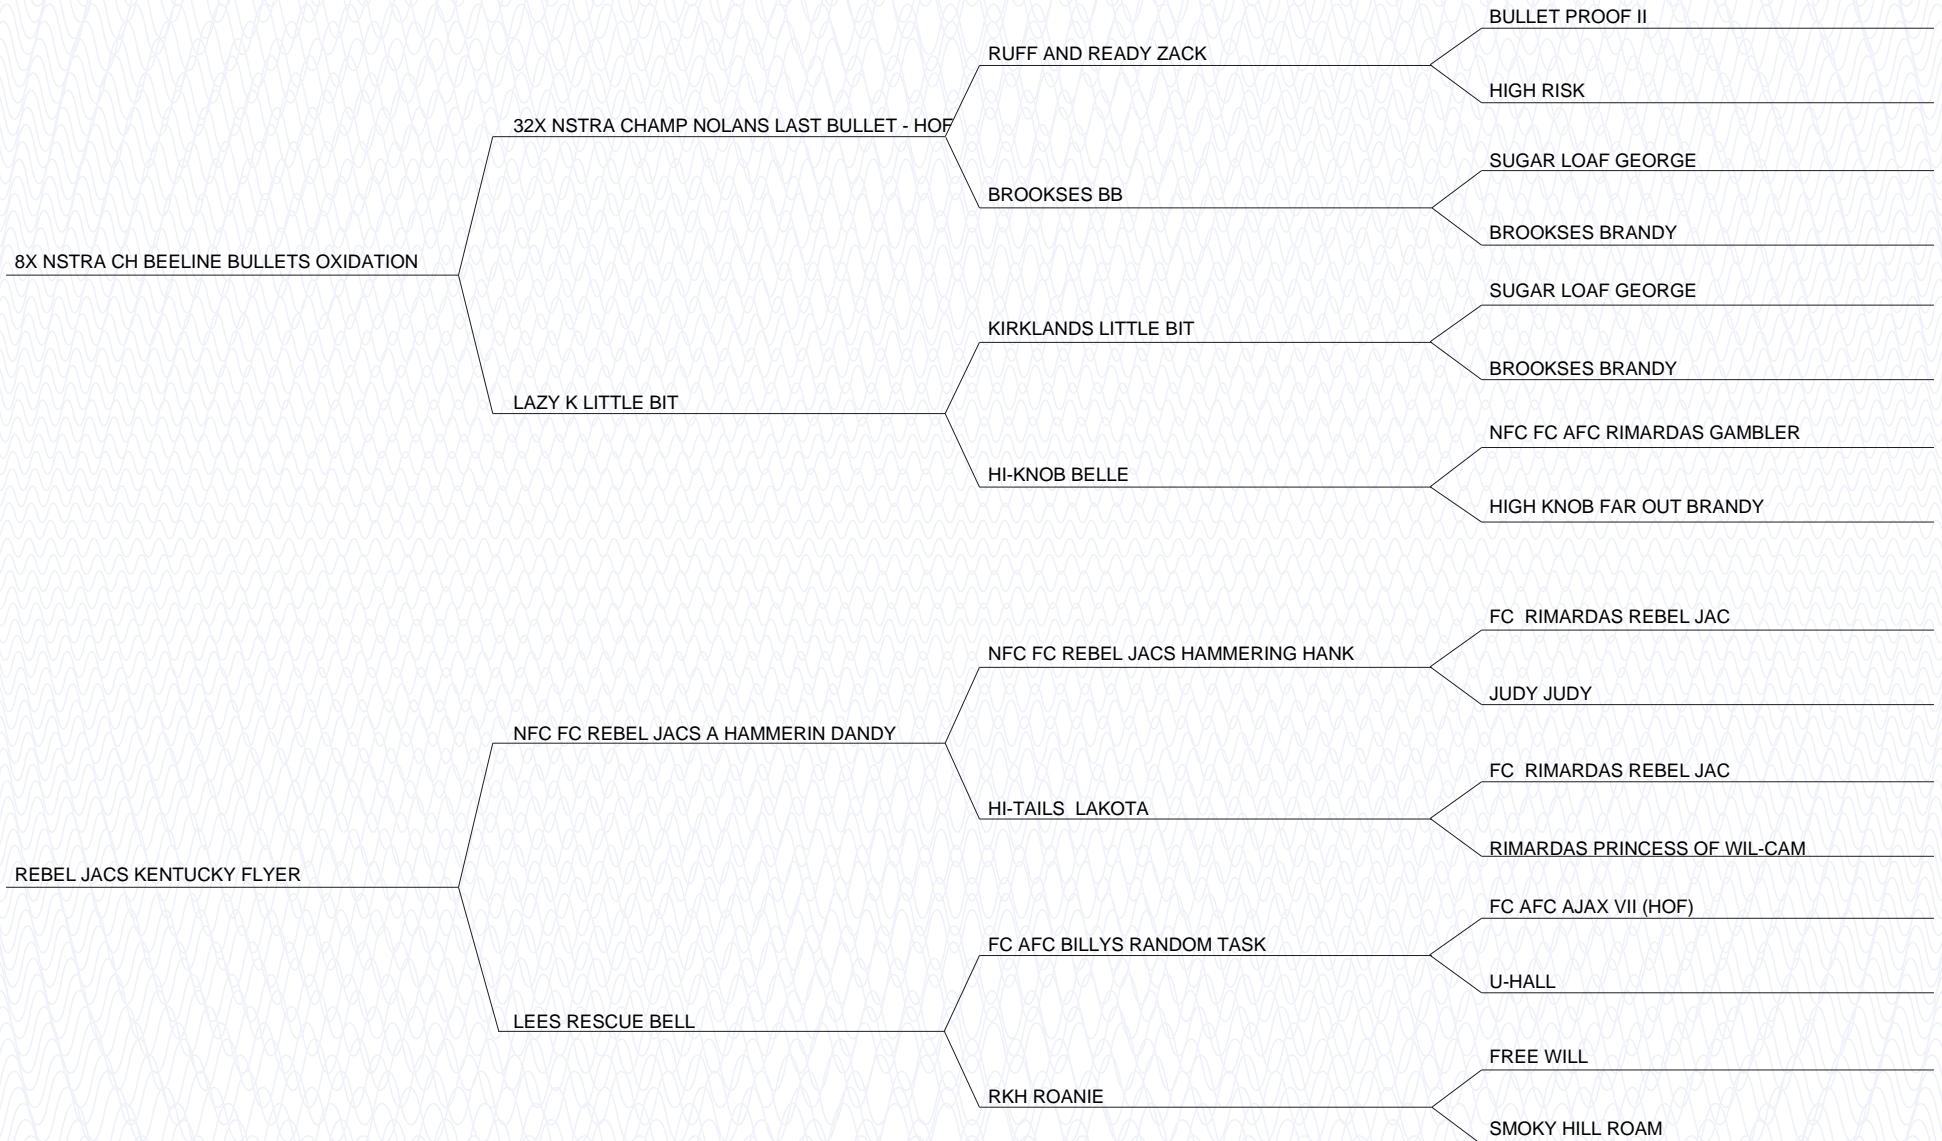 BULLET PROOF II
RUFF AND READY ZACK
HIGH RISK
32X NSTRA CHAMP NOLANS LAST BULLET - HOF
SUGAR LOAF GEORGE
BROOKSES BB
BROOKSES BRANDY
8X NSTRA CH BEELINE BULLETS OXIDATION
SUGAR LOAF GEORGE
KIRKLANDS LITTLE BIT
BROOKSES BRANDY
LAZY K LITTLE BIT
NFC FC AFC RIMARDAS GAMBLER
HI-KNOB BELLE
HIGH KNOB FAR OUT BRANDY
FC  RIMARDAS REBEL JAC
NFC FC REBEL JACS HAMMERING HANK
JUDY JUDY
NFC FC REBEL JACS A HAMMERIN DANDY
FC  RIMARDAS REBEL JAC
HI-TAILS  LAKOTA
RIMARDAS PRINCESS OF WIL-CAM
REBEL JACS KENTUCKY FLYER
FC AFC AJAX VII (HOF)
FC AFC BILLYS RANDOM TASK
U-HALL
LEES RESCUE BELL
FREE WILL
RKH ROANIE
SMOKY HILL ROAM